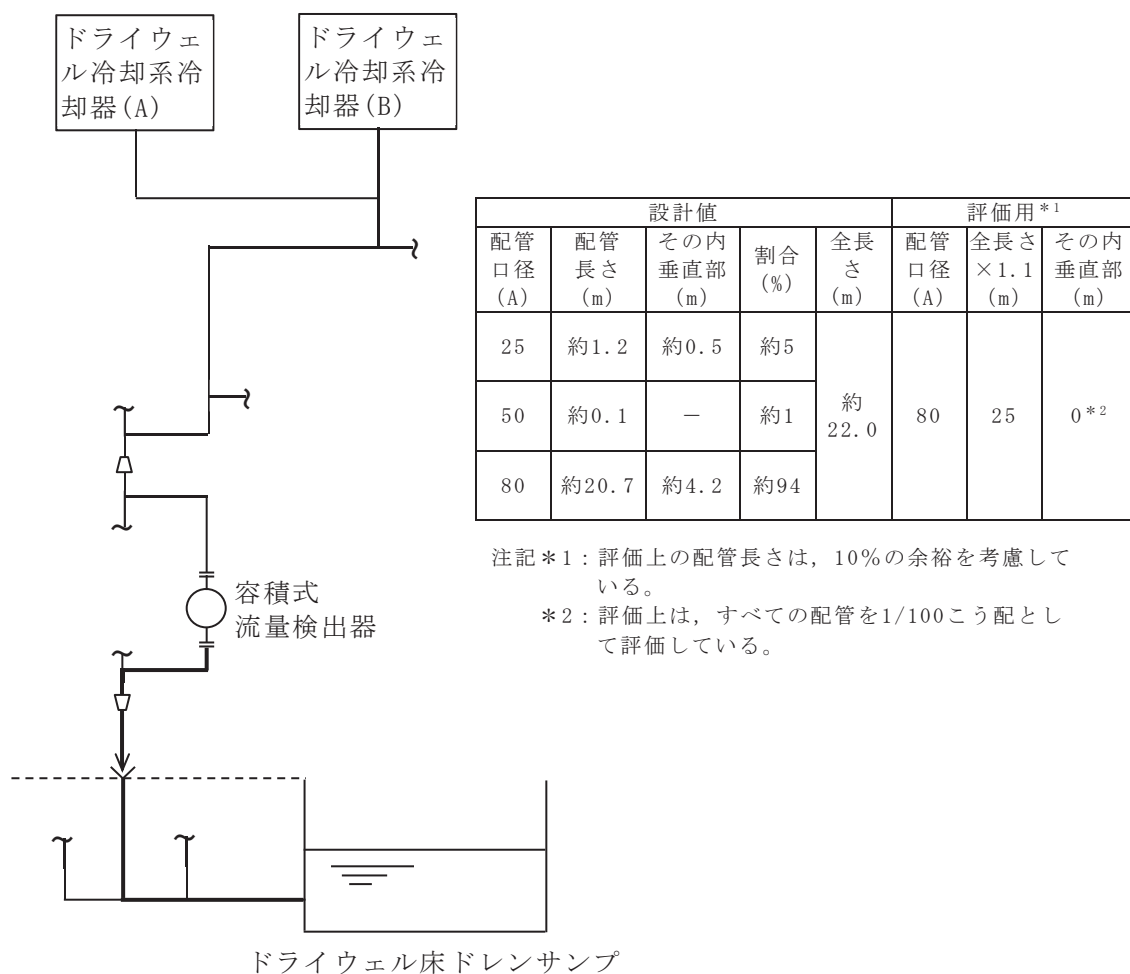 ドライウェ
ル冷却系冷
却器(A)
ドライウェ
ル冷却系冷
却器(B)
設計値 評価用*1
配管
口径
(A)
配管
長さ
(m)
その内
垂直部
(m)
割合
(%)
全長
さ
(m)
配管
口径
(A)
全長さ
×1.1
(m)
その内
垂直部
(m)
25 約1.2 約0.5 約5
50 約0.1 - 約1
約
22.0
80 25 0*2
80 約20.7 約4.2 約94
注記*1:評価上の配管長さは,10%の余裕を考慮して
いる。
*2:評価上は,すべての配管を1/100こう配とし
て評価している。
容積式
流量検出器
ドライウェル床ドレンサンプ